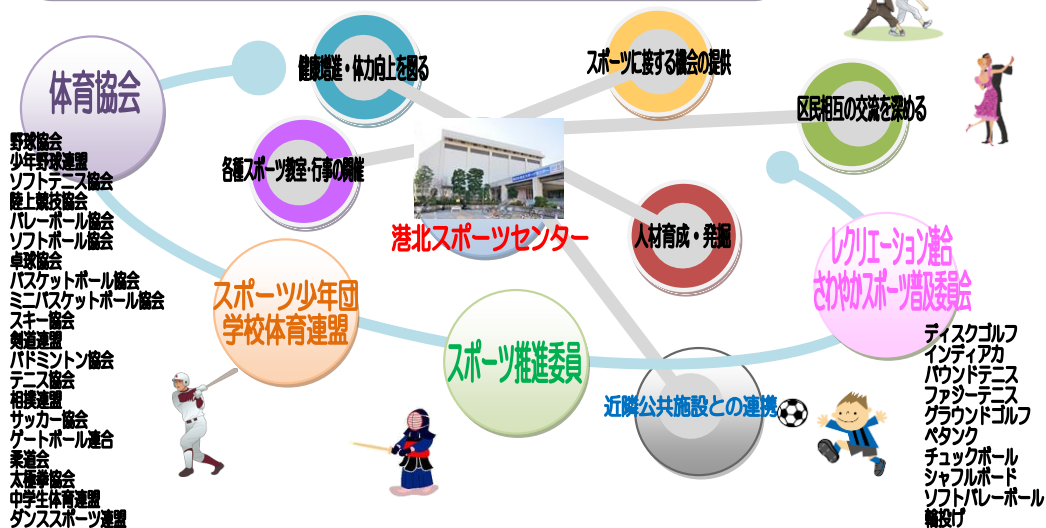 体育協会
野球協会
少年野球連盟
ソフトテニス協会
陸上競技協会
バレーボール協会
ソフトボール協会
卓球協会
バスケットボール協会
ミニバスケットボール協会
スキー協会
剣道連盟
バドミントン協会
テニス協会
相撲連盟
サッカー協会
ゲートボール連合
柔道会
太極拳協会
中学生体育連盟
ダンススポーツ連盟
健康増進・体力向上を図る
スポーツに接する機会の提供
区民相互の交流を深める
各種スポーツ教室・行事の開催
港北スポーツセンター
人材育成・発掘
スポーツ少年団
学校体育連盟
スポーツ推進委員
近隣公共施設との連携
レクリエーション連合
さわやかスポーツ普及委員会
ディスクゴルフ
インディアカ
バウンドテニス
ファジーテニス
グラウンドゴルフ
ペタンク
チュックボール
シャフルボード
ソフトバレーボール
輪投げ